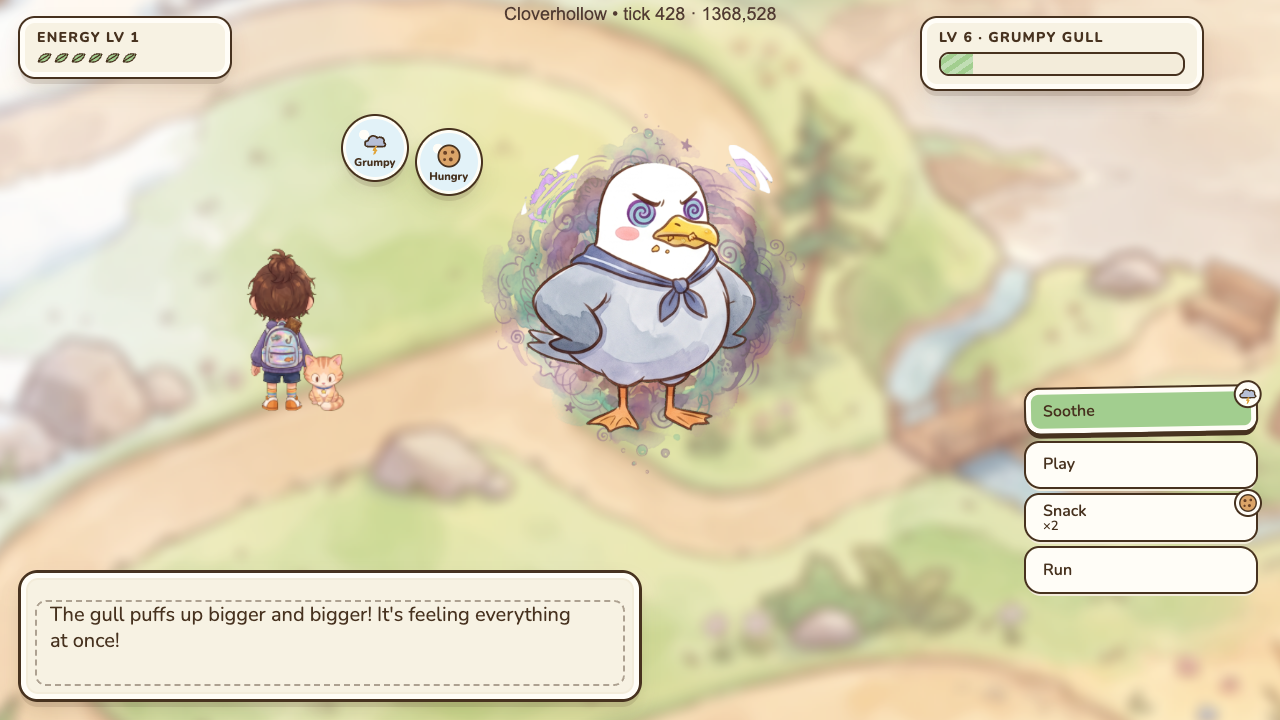 Cloverhollow • tick 428 · 1368,528
ENERGY LV 1
LV 6 · GRUMPY GULL
Grumpy
Hungry
Soothe
Play
Snack
×2
Run
The gull puffs up bigger and bigger! It's feeling everything
at once!